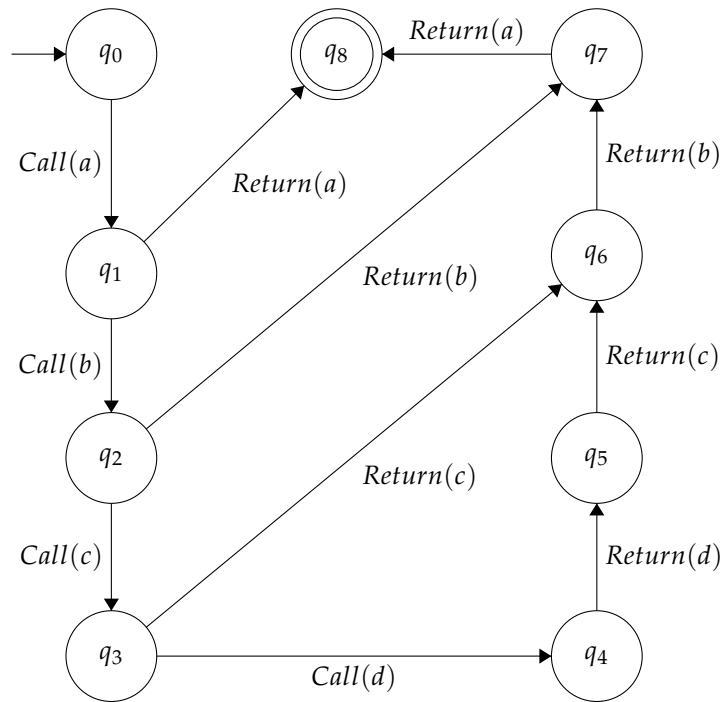 q0
q8
Return(a)
q7
Call(a)
Return(a)
Return(b)
q1
q6
Return(b)
Call(b)
Return(c)
q2
q5
Return(c)
Call(c)
Return(d)
q3
Call(d)
q4